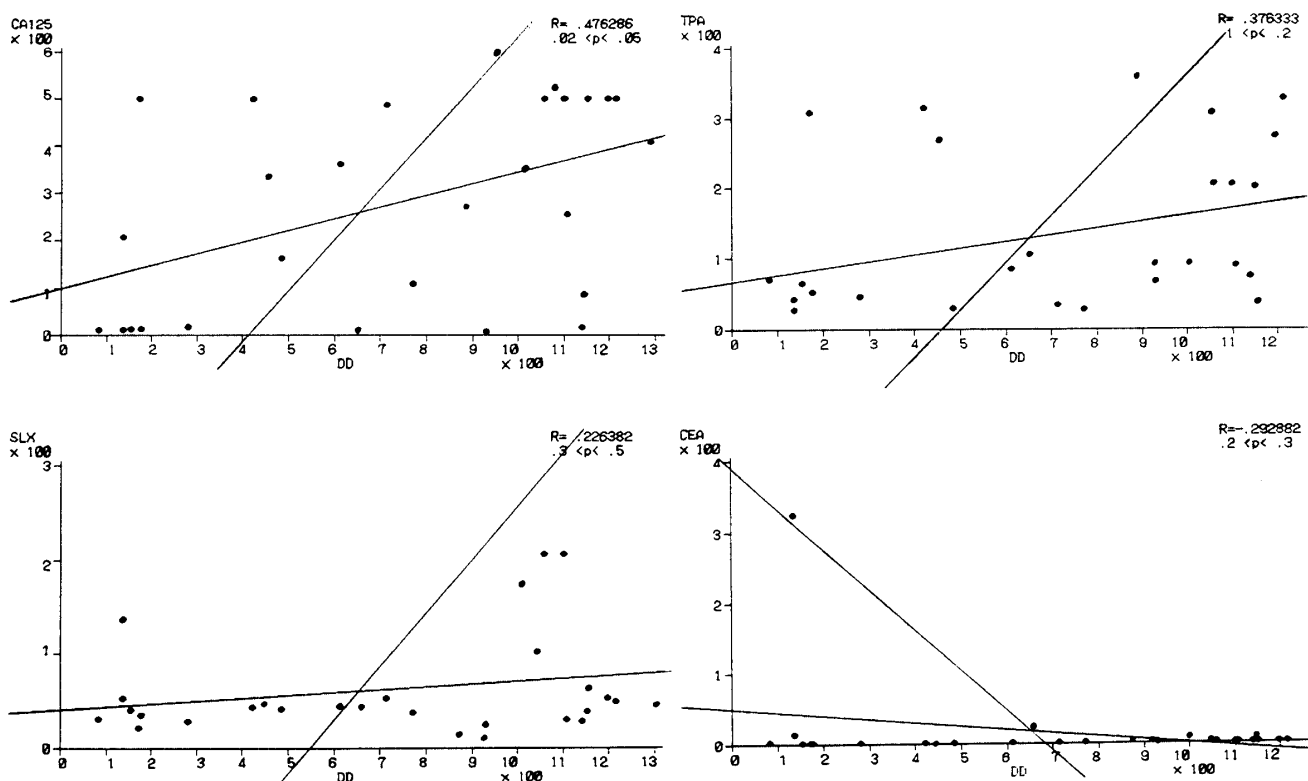 CA125
× 100
R= .476286
.02 <p< .05
6
5
4
3
2
1
0
0 1 2 3 4 5 6 7 8 9 10 11 12 13
DD × 100
TPA
× 100
R= .376333
1 <p< .2
4
3
2
1
0
0 1 2 3 4 5 6 7 8 9 10 11 12
DD × 100
SLX
× 100
R= .226382
.3 <p< .5
3
2
1
0
0 1 2 3 4 5 6 7 8 9 10 11 12 13
DD × 100
CEA
× 100
R=-.292882
.2 <p< .3
4
3
2
1
0
0 1 2 3 4 5 6 7 8 9 10 11 12
DD × 100